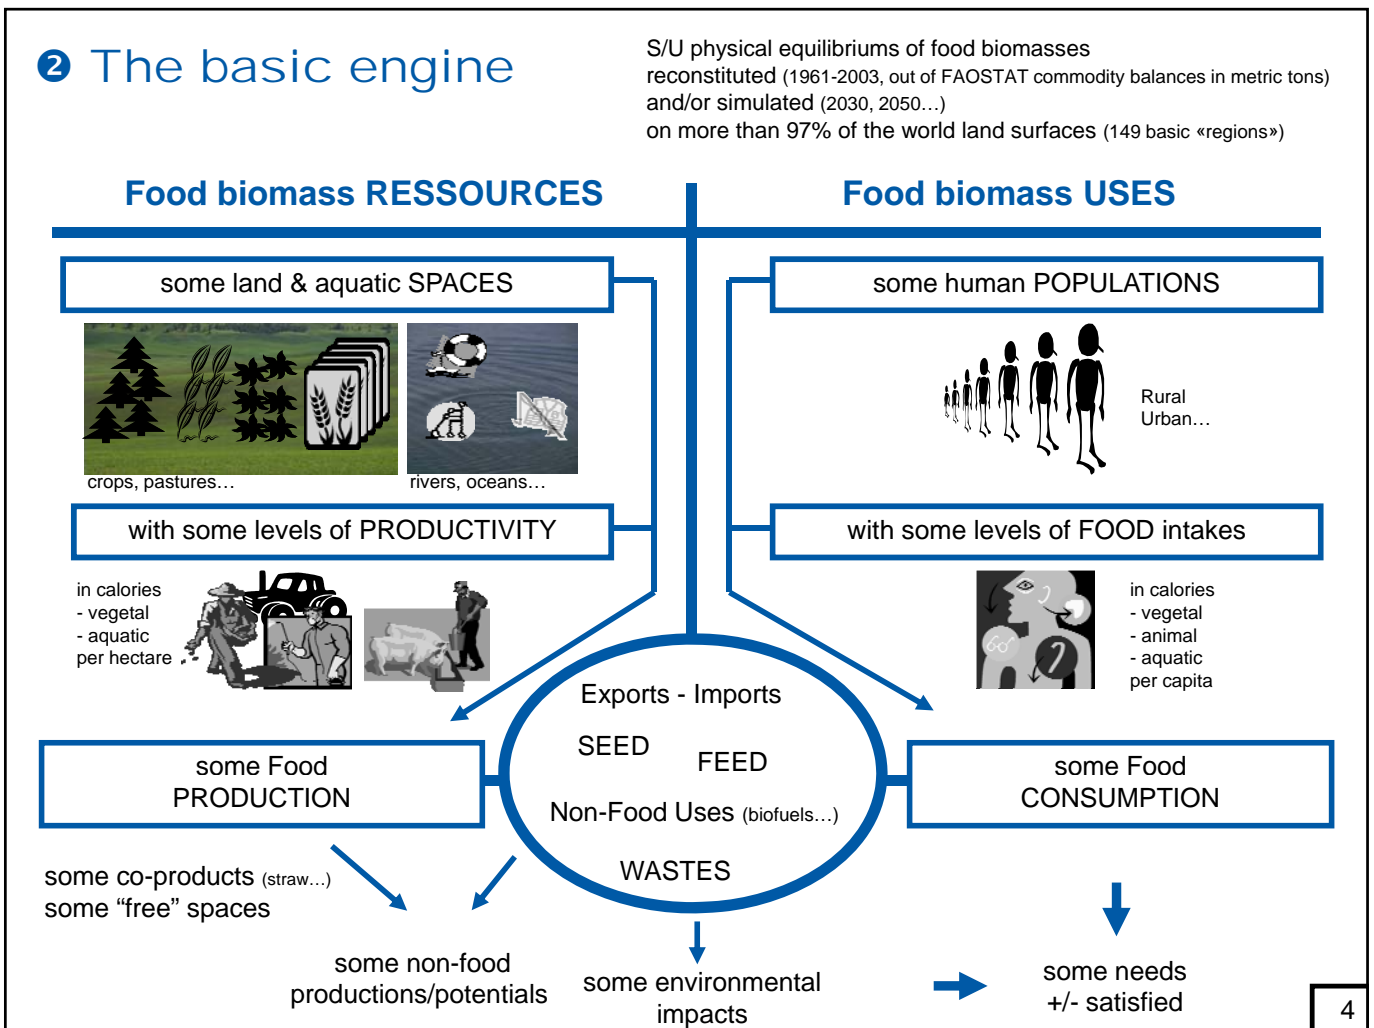 ❷ The basic engine
S/U physical equilibriums of food biomasses
reconstituted (1961-2003, out of FAOSTAT commodity balances in metric tons)
and/or simulated (2030, 2050…)
on more than 97% of the world land surfaces (149 basic «regions»)
Food biomass RESSOURCES
Food biomass USES
some land & aquatic SPACES
some human POPULATIONS
Rural
Urban…
crops, pastures…
rivers, oceans…
with some levels of PRODUCTIVITY
with some levels of FOOD intakes
in calories
- vegetal
- aquatic
per hectare
in calories
- vegetal
- animal
- aquatic
per capita
Exports - Imports
SEED
FEED
Non-Food Uses (biofuels…)
WASTES
some Food
PRODUCTION
some Food
CONSUMPTION
some co-products (straw…)
some “free” spaces
some non-food
productions/potentials
some environmental
impacts
some needs
+/- satisfied
4